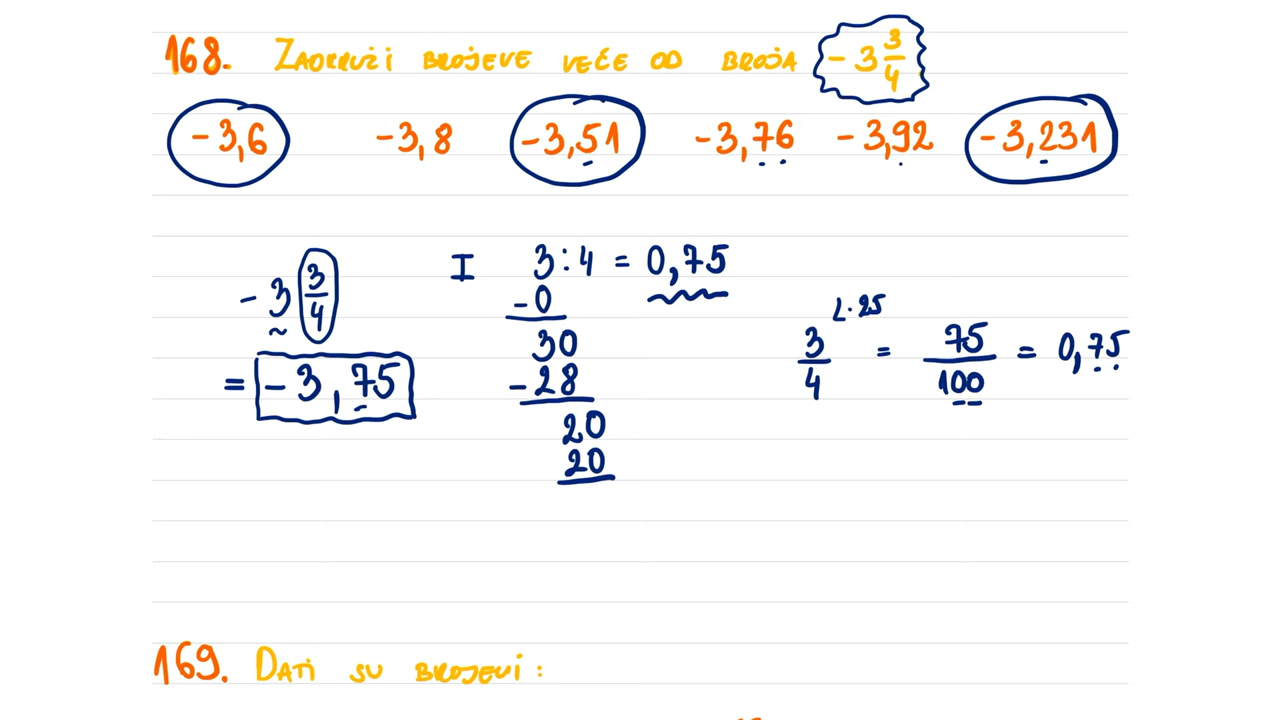 168. ZAOKRUŽI BROJEVE VEĆE OD BROJA -3 3/4
-3,6 -3,8 -3,51 -3,76 -3,92 -3,231
-3 3/4
= -3,75
I 3:4 = 0,75
-0
30
-28
20
20
L·25
3/4 = 75/100 = 0,75
169. DATI SU BROJEVI: